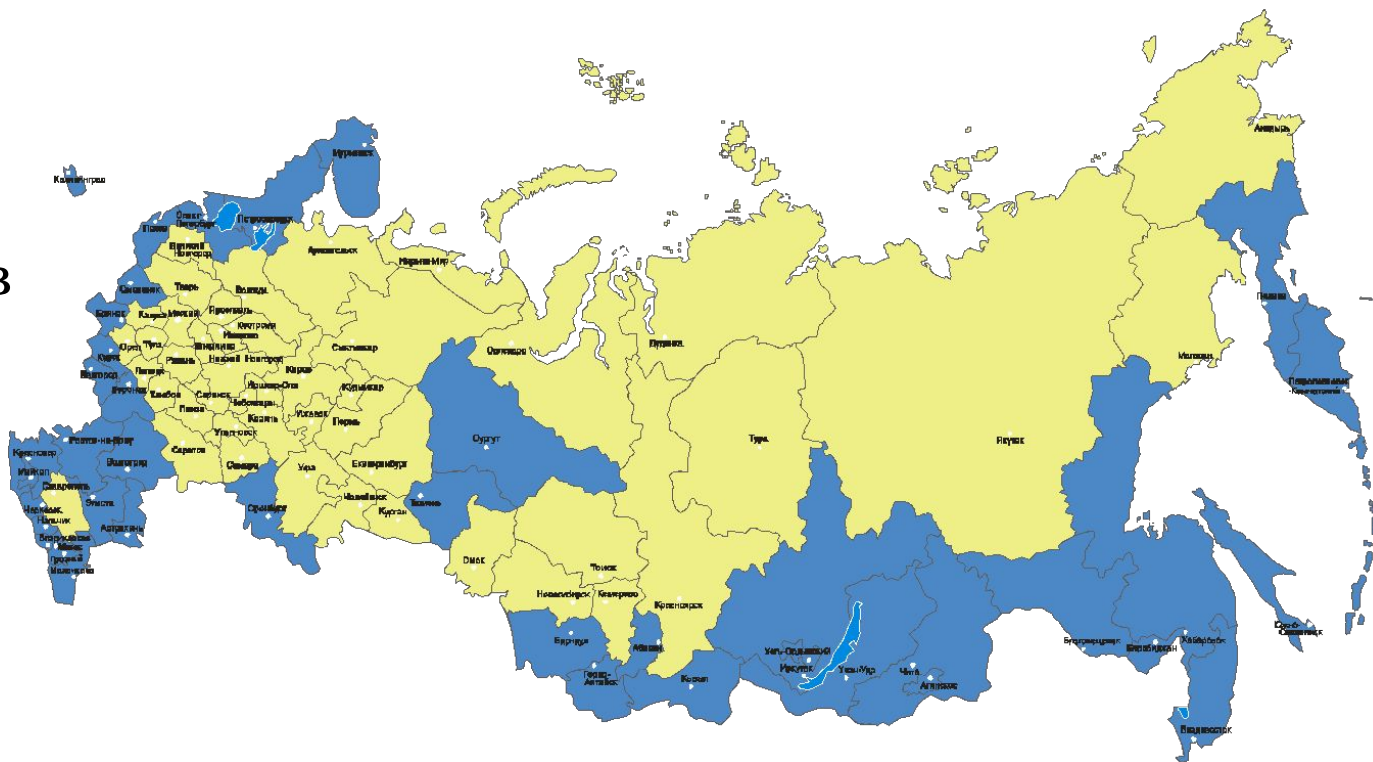 в
Анадырь
Мурманск
Калининград
Санкт-
Петербург
Петрозаводск
Псков
Великий
Новгород
Архангельск
Нарьян-Мар
Смоленск
Тверь
Вологда
Брянск
Калуга
Москва
Ярославль
Кострома
Иваново
Владимир
Орёл
Тула
Рязань
Нижний Новгород
Сыктывкар
Салехард
Магадан
Палана
Петропавловск-
Камчатский
Курск
Белгород
Воронеж
Липецк
Тамбов
Саранск
Пенза
Чебоксары
Йошкар-Ола
Киров
Кудымкар
Казань
Ижевск
Пермь
Ульяновск
Сургут
Тура
Якутск
Ростов-на-Дону
Краснодар
Майкоп
Волгоград
Саратов
Самара
Уфа
Екатеринбург
Ставрополь
Элиста
Черкесск
Нальчик
Астрахань
Владикавказ
Грозный
Махачкала
Оренбург
Челябинск
Курган
Тюмень
Омск
Томск
Новосибирск
Кемерово
Красноярск
Барнаул
Абакан
Горно-
Алтайск
Кызыл
Усть-Ордынский
Иркутск
Улан-Удэ
Чита
Агинское
Благовещенск
Биробиджан
Хабаровск
Южно-
Сахалинск
Владивосток